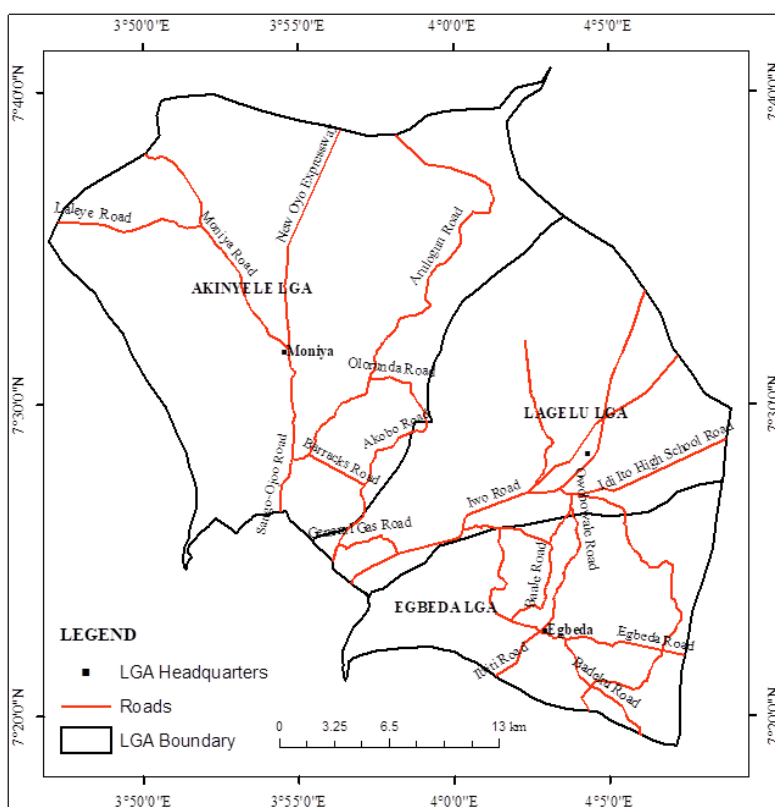 3°50'0"E 3°55'0"E 4°0'0"E 4°5'0"E
7°40'0"N
7°40'0"N
New Oyo Expresswa
Laleye Road
Moniya Road
Arulogun Road
AKINYELE LGA
Moniya
Olorunda Road
7°30'0"N
7°30'0"N
LAGELU LGA
Akobo Road
Barracks Road
Idi Ito High School Road
Iwo Road
Sango-Ojoo Road
General Gas Road
Owobowale Road
Baale Road
EGBEDA LGA
Egbeda
Egbeda Road
Badeku Road
LEGEND
LGA Headquarters
Roads
LGA Boundary
0 3.25 6.5 13 km
7°20'0"N
7°20'0"N
3°50'0"E 3°55'0"E 4°0'0"E 4°5'0"E